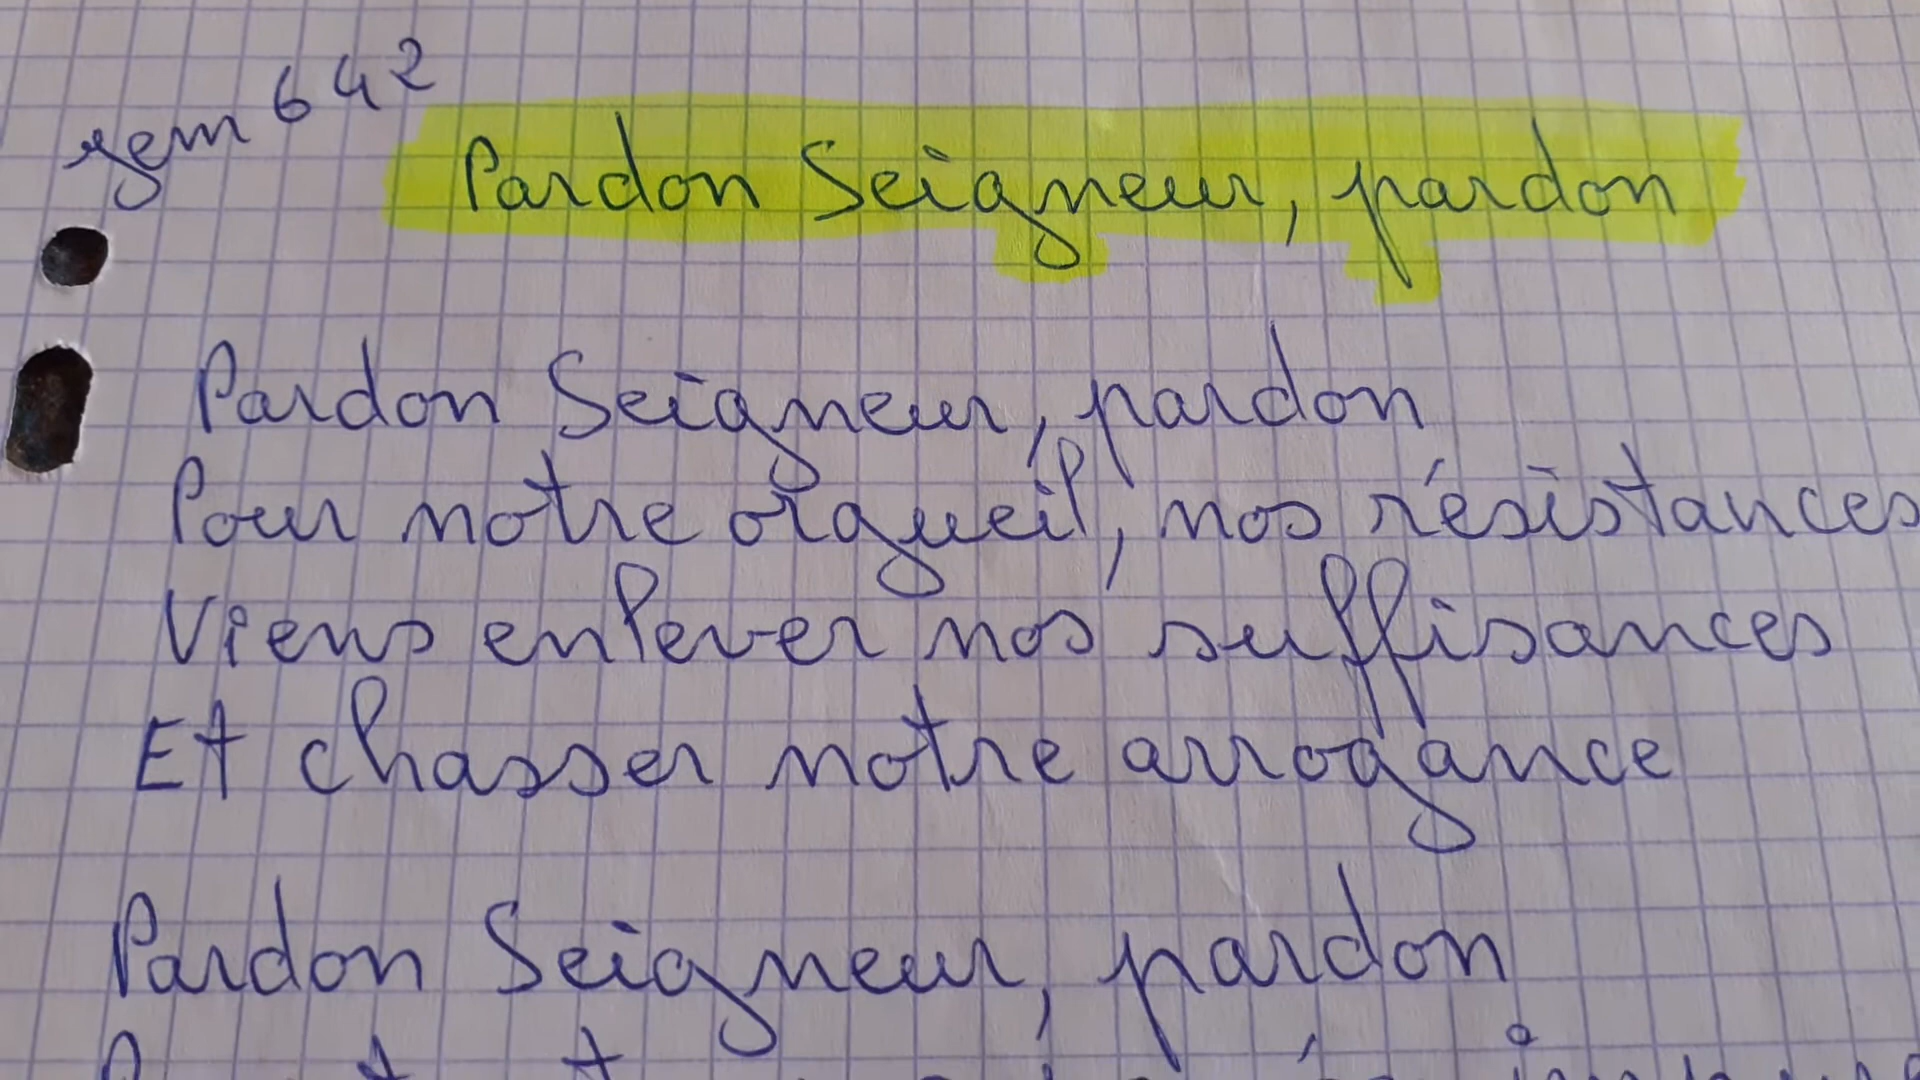 jem 642
Pardon Seigneur, pardon
Pardon Seigneur, pardon
Pour notre orgueil, nos résistances
Viens enlever nos suffisances
Et chasser notre arrogance
Pardon Seigneur, pardon